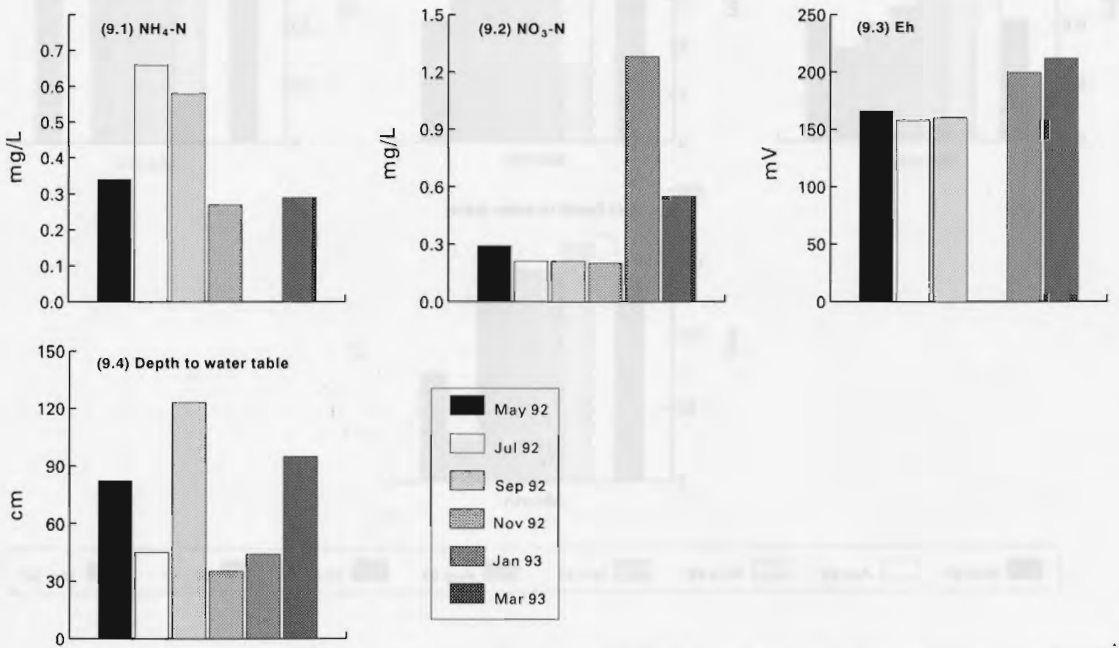 (9.1) NH₄-N
0.7
0.6
0.5
0.4
0.3
0.2
0.1
0.0
mg/L
(9.2) NO₃-N
1.5
1.2
0.9
0.6
0.3
0.0
mg/L
(9.3) Eh
250
200
150
100
50
0
mV
(9.4) Depth to water table
150
120
90
60
30
0
cm
May 92
Jul 92
Sep 92
Nov 92
Jan 93
Mar 93